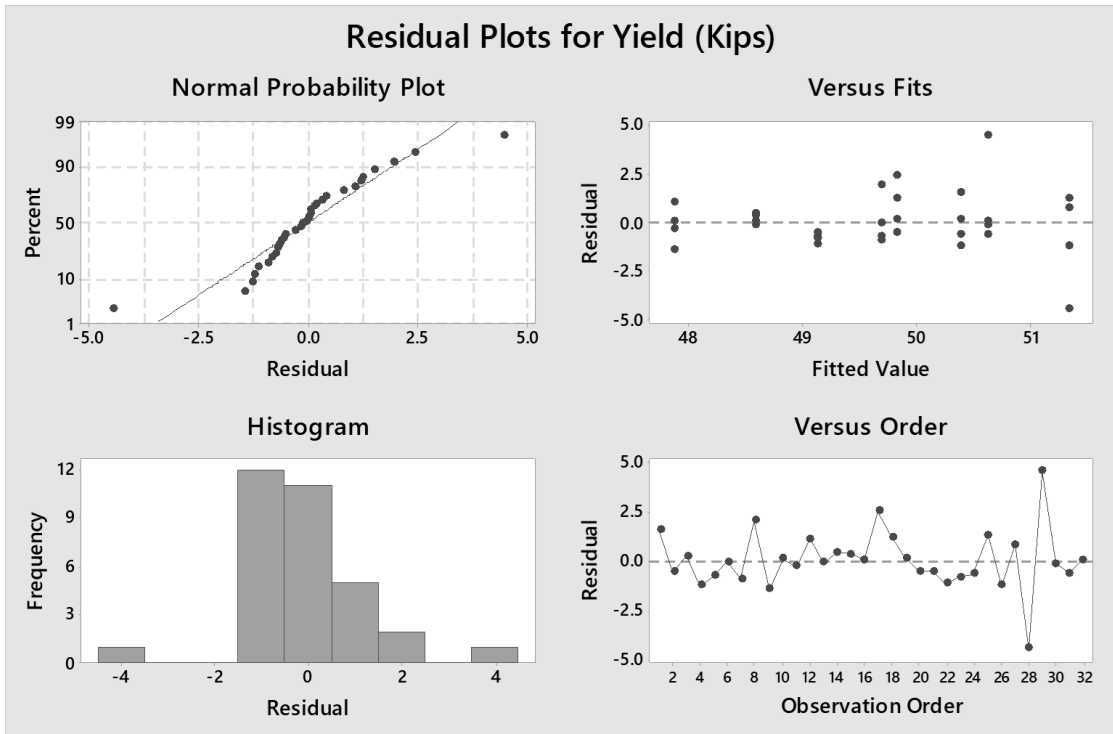 Residual Plots for Yield (Kips)
Normal Probability Plot
99
90
50
10
1
Percent
-5.0 -2.5 0.0 2.5 5.0
Residual
Versus Fits
5.0
2.5
0.0
-2.5
-5.0
Residual
48 49 50 51
Fitted Value
Histogram
12
9
6
3
0
Frequency
-4 -2 0 2 4
Residual
Versus Order
5.0
2.5
0.0
-2.5
-5.0
Residual
2 4 6 8 10 12 14 16 18 20 22 24 26 28 30 32
Observation Order